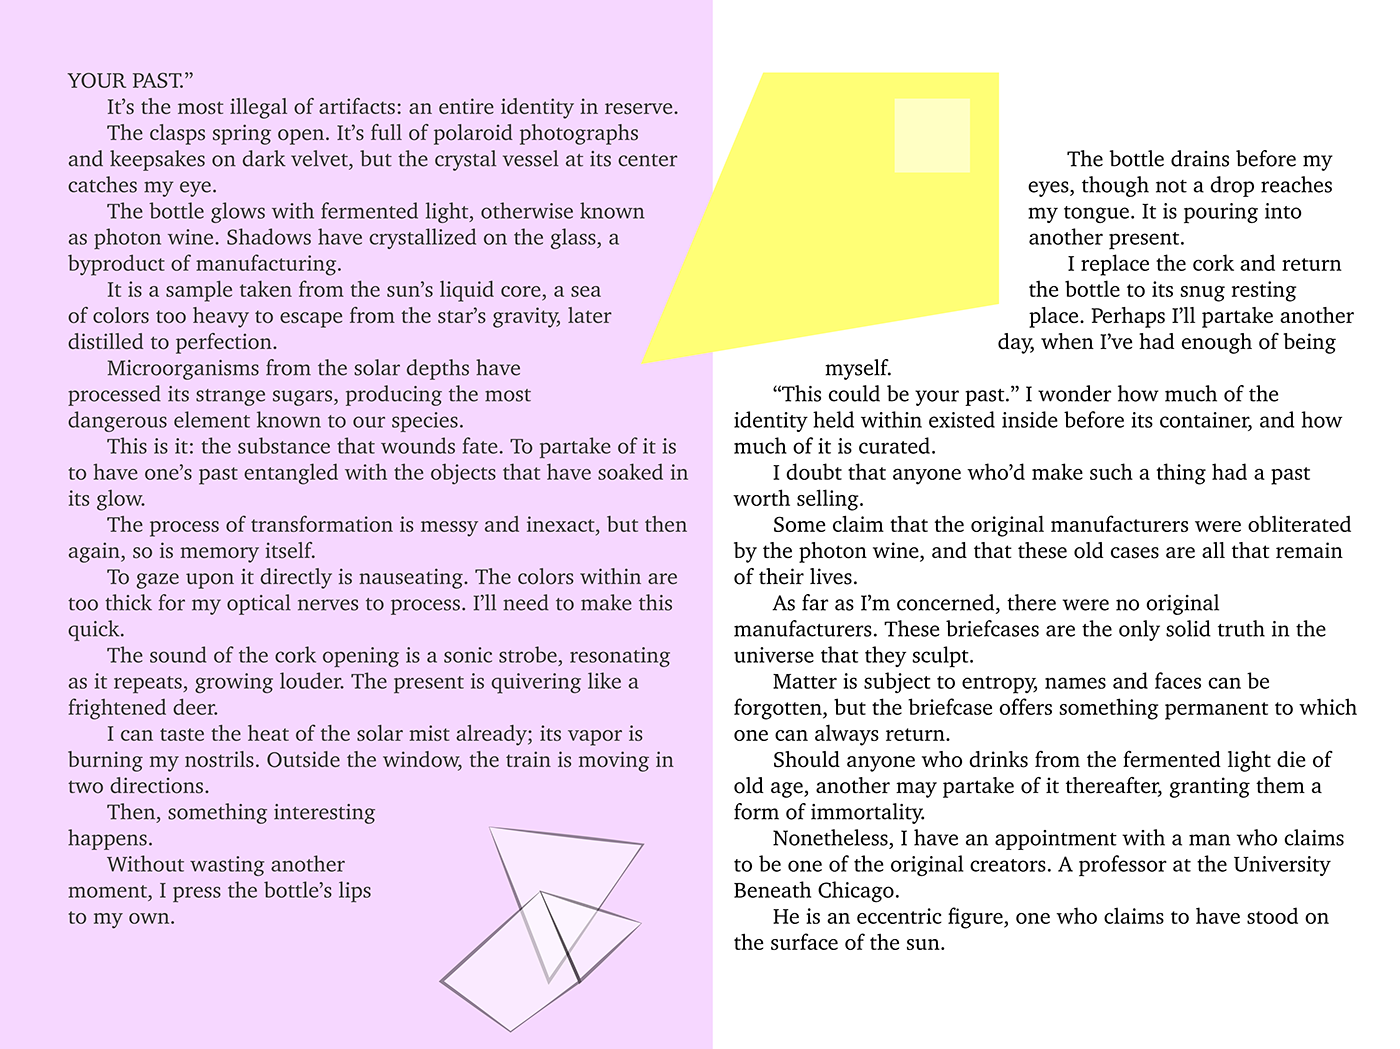 YOUR PAST.”
It’s the most illegal of artifacts: an entire identity in reserve.
The clasps spring open. It’s full of polaroid photographs
and keepsakes on dark velvet, but the crystal vessel at its center
catches my eye.
The bottle glows with fermented light, otherwise known
as photon wine. Shadows have crystallized on the glass, a
byproduct of manufacturing.
It is a sample taken from the sun’s liquid core, a sea
of colors too heavy to escape from the star’s gravity, later
distilled to perfection.
Microorganisms from the solar depths have
processed its strange sugars, producing the most
dangerous element known to our species.
This is it: the substance that wounds fate. To partake of it is
to have one’s past entangled with the objects that have soaked in
its glow.
The process of transformation is messy and inexact, but then
again, so is memory itself.
To gaze upon it directly is nauseating. The colors within are
too thick for my optical nerves to process. I’ll need to make this
quick.
The sound of the cork opening is a sonic strobe, resonating
as it repeats, growing louder. The present is quivering like a
frightened deer.
I can taste the heat of the solar mist already; its vapor is
burning my nostrils. Outside the window, the train is moving in
two directions.
Then, something interesting
happens.
Without wasting another
moment, I press the bottle’s lips
to my own.
The bottle drains before my
eyes, though not a drop reaches
my tongue. It is pouring into
another present.
I replace the cork and return
the bottle to its snug resting
place. Perhaps I’ll partake another
day, when I’ve had enough of being
myself.
“This could be your past.” I wonder how much of the
identity held within existed inside before its container, and how
much of it is curated.
I doubt that anyone who’d make such a thing had a past
worth selling.
Some claim that the original manufacturers were obliterated
by the photon wine, and that these old cases are all that remain
of their lives.
As far as I’m concerned, there were no original
manufacturers. These briefcases are the only solid truth in the
universe that they sculpt.
Matter is subject to entropy, names and faces can be
forgotten, but the briefcase offers something permanent to which
one can always return.
Should anyone who drinks from the fermented light die of
old age, another may partake of it thereafter, granting them a
form of immortality.
Nonetheless, I have an appointment with a man who claims
to be one of the original creators. A professor at the University
Beneath Chicago.
He is an eccentric figure, one who claims to have stood on
the surface of the sun.